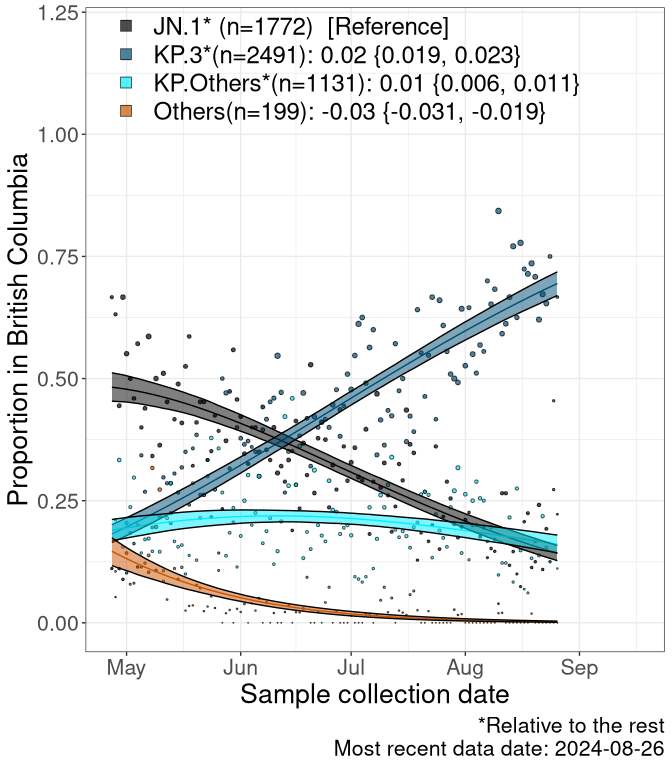 JN.1* (n=1772) [Reference]
KP.3*(n=2491): 0.02 {0.019, 0.023}
KP.Others*(n=1131): 0.01 {0.006, 0.011}
Others(n=199): -0.03 {-0.031, -0.019}
1.25
1.00
0.75
0.50
0.25
0.00
Proportion in British Columbia
May Jun Jul Aug Sep
Sample collection date
*Relative to the rest
Most recent data date: 2024-08-26